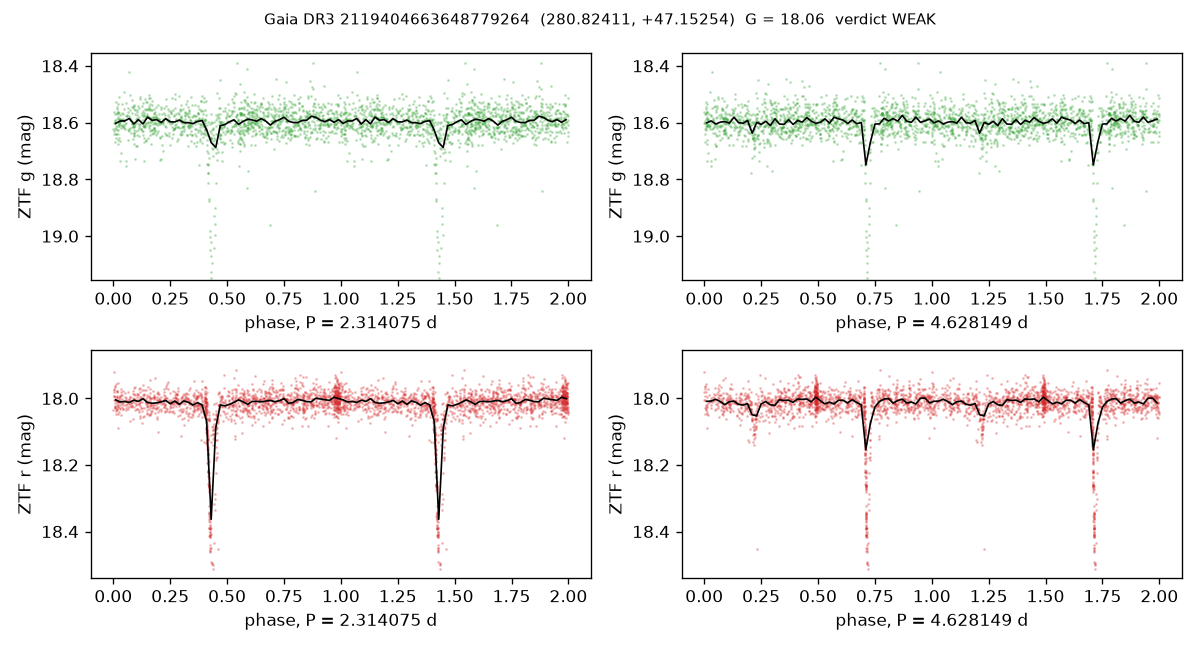 Gaia DR3 2119404663648779264  (280.82411, +47.15254)  G = 18.06  verdict WEAK
18.4
18.6
18.8
19.0
ZTF g (mag)
0.00 0.25 0.50 0.75 1.00 1.25 1.50 1.75 2.00
phase, P = 2.314075 d
18.4
18.6
18.8
19.0
ZTF g (mag)
0.00 0.25 0.50 0.75 1.00 1.25 1.50 1.75 2.00
phase, P = 4.628149 d
18.0
18.2
18.4
ZTF r (mag)
0.00 0.25 0.50 0.75 1.00 1.25 1.50 1.75 2.00
phase, P = 2.314075 d
18.0
18.2
18.4
ZTF r (mag)
0.00 0.25 0.50 0.75 1.00 1.25 1.50 1.75 2.00
phase, P = 4.628149 d